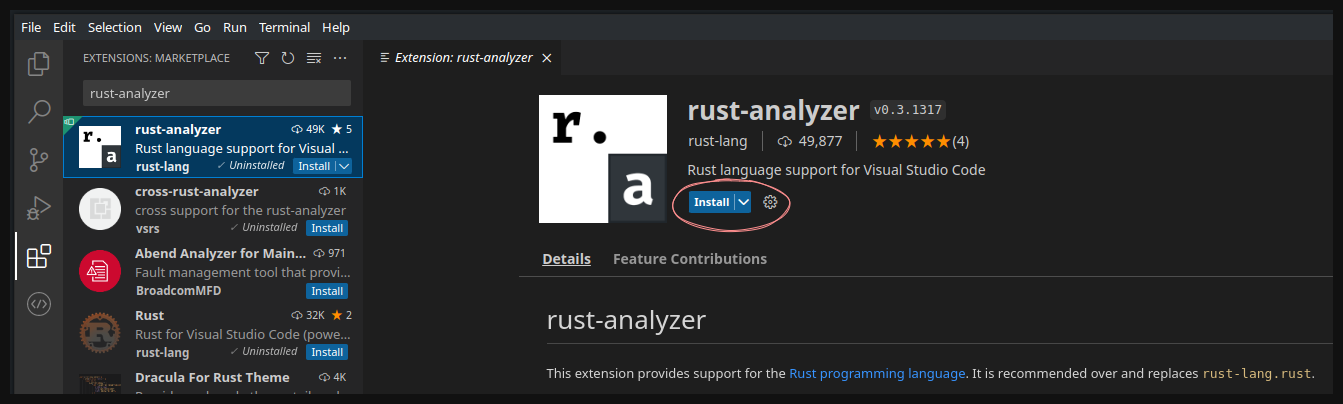 File Edit Selection View Go Run Terminal Help
EXTENSIONS: MARKETPLACE
rust-analyzer
r.
a
rust-analyzer 49K 5
Rust language support for Visual ...
rust-lang Uninstalled Install
cross-rust-analyzer 1K
cross support for the rust-analyzer
vsrs Uninstalled Install
Abend Analyzer for Main... 971
Fault management tool that provi...
BroadcomMFD Install
Rust 32K 2
Rust for Visual Studio Code (powe...
rust-lang Uninstalled Install
Dracula For Rust Theme 4K
Extension: rust-analyzer
r.
a
rust-analyzer v0.3.1317
rust-lang 49,877 (4)
Rust language support for Visual Studio Code
Install
Details Feature Contributions
rust-analyzer
This extension provides support for the Rust programming language. It is recommended over and replaces rust-lang.rust.